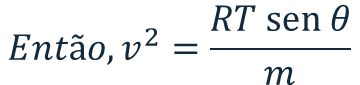 Então, v² = RT sen θ / m